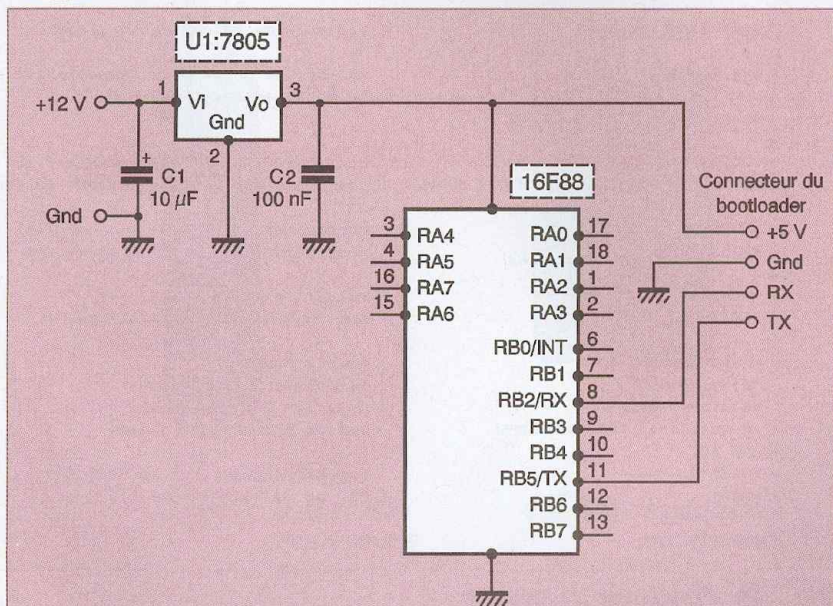 U1:7805
+12 V
1
Vi
Vo
3
Gnd
2
+
C1
10 µF
C2
100 nF
Gnd
16F88
Connecteur du
bootloader
+5 V
Gnd
RX
TX
3
RA4
4
RA5
16
RA7
15
RA6
RA0
17
RA1
18
RA2
1
RA3
2
RB0/INT
6
RB1
7
RB2/RX
8
RB3
9
RB4
10
RB5/TX
11
RB6
12
RB7
13